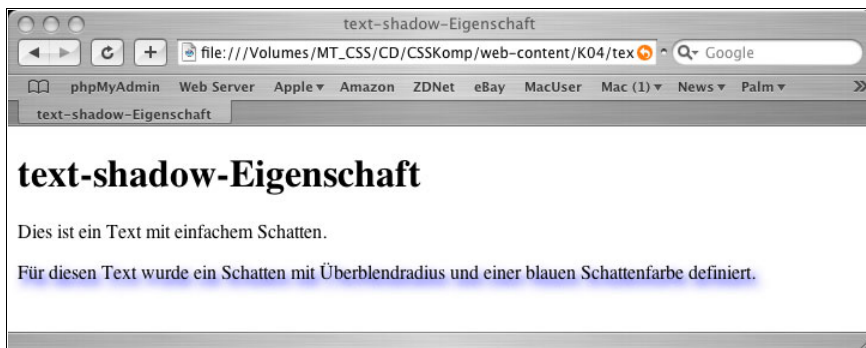 text-shadow-Eigenschaft
file:///Volumes/MT_CSS/CD/CSSKomp/web-content/K04/tex
Google
phpMyAdmin Web Server Apple Amazon ZDNet eBay MacUser Mac (1) News Palm
text-shadow-Eigenschaft
text-shadow-Eigenschaft
Dies ist ein Text mit einfachem Schatten.
Für diesen Text wurde ein Schatten mit Überblendradius und einer blauen Schattenfarbe definiert.